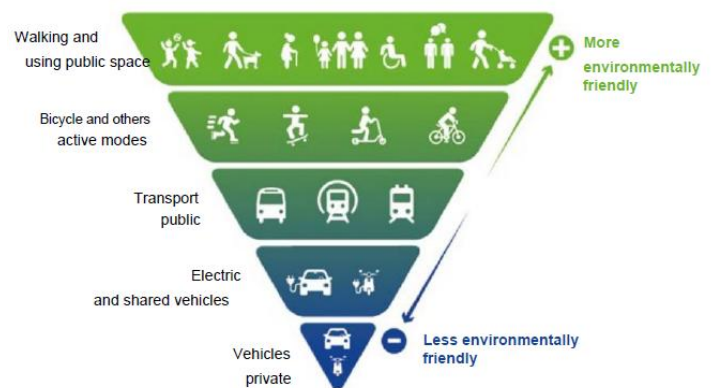 Walking and
using public space
More
environmentally
friendly
Bicycle and others
active modes
Transport
public
Electric
and shared vehicles
Less environmentally
friendly
Vehicles
private